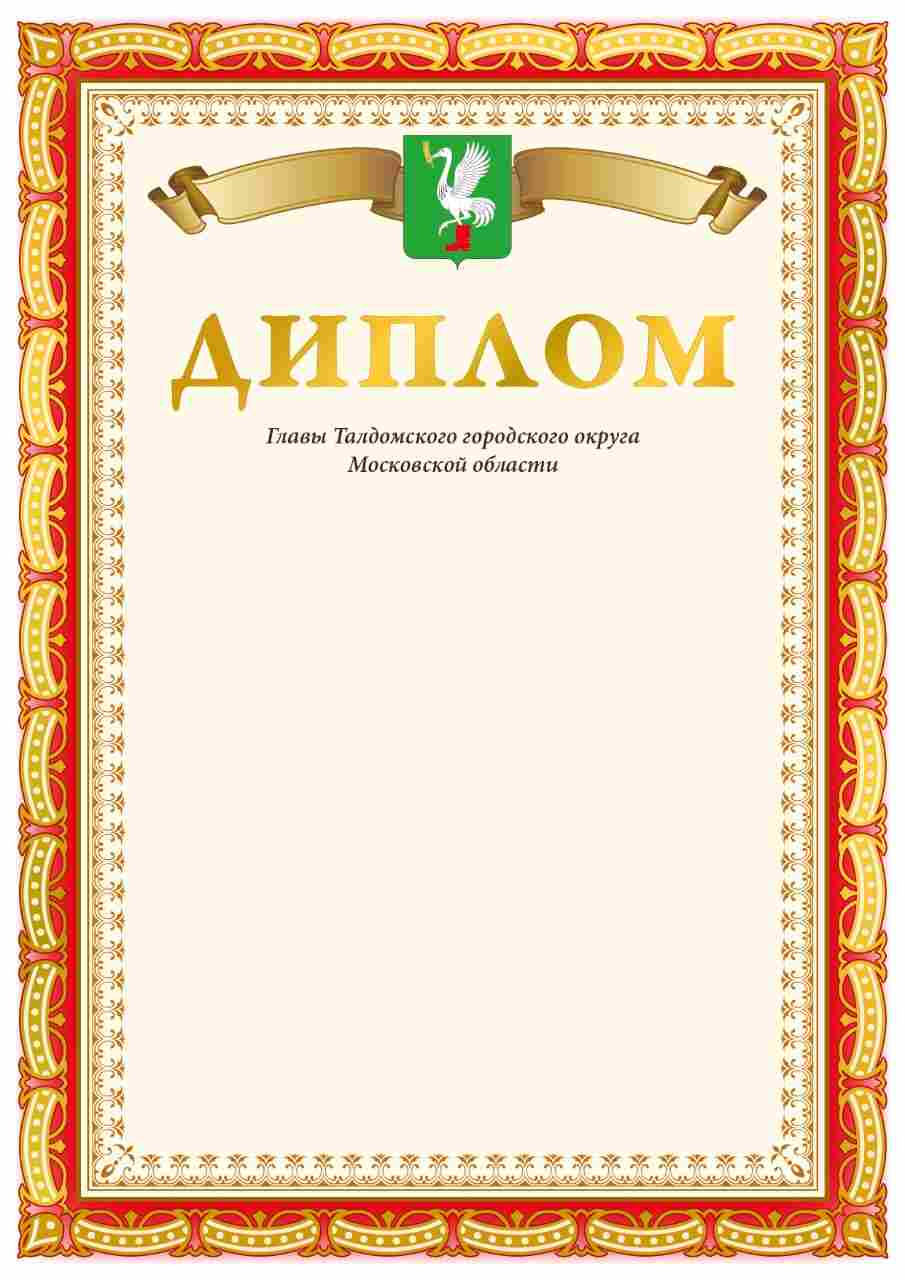 ДИПЛОМ
Главы Талдомского городского округа
Московской области